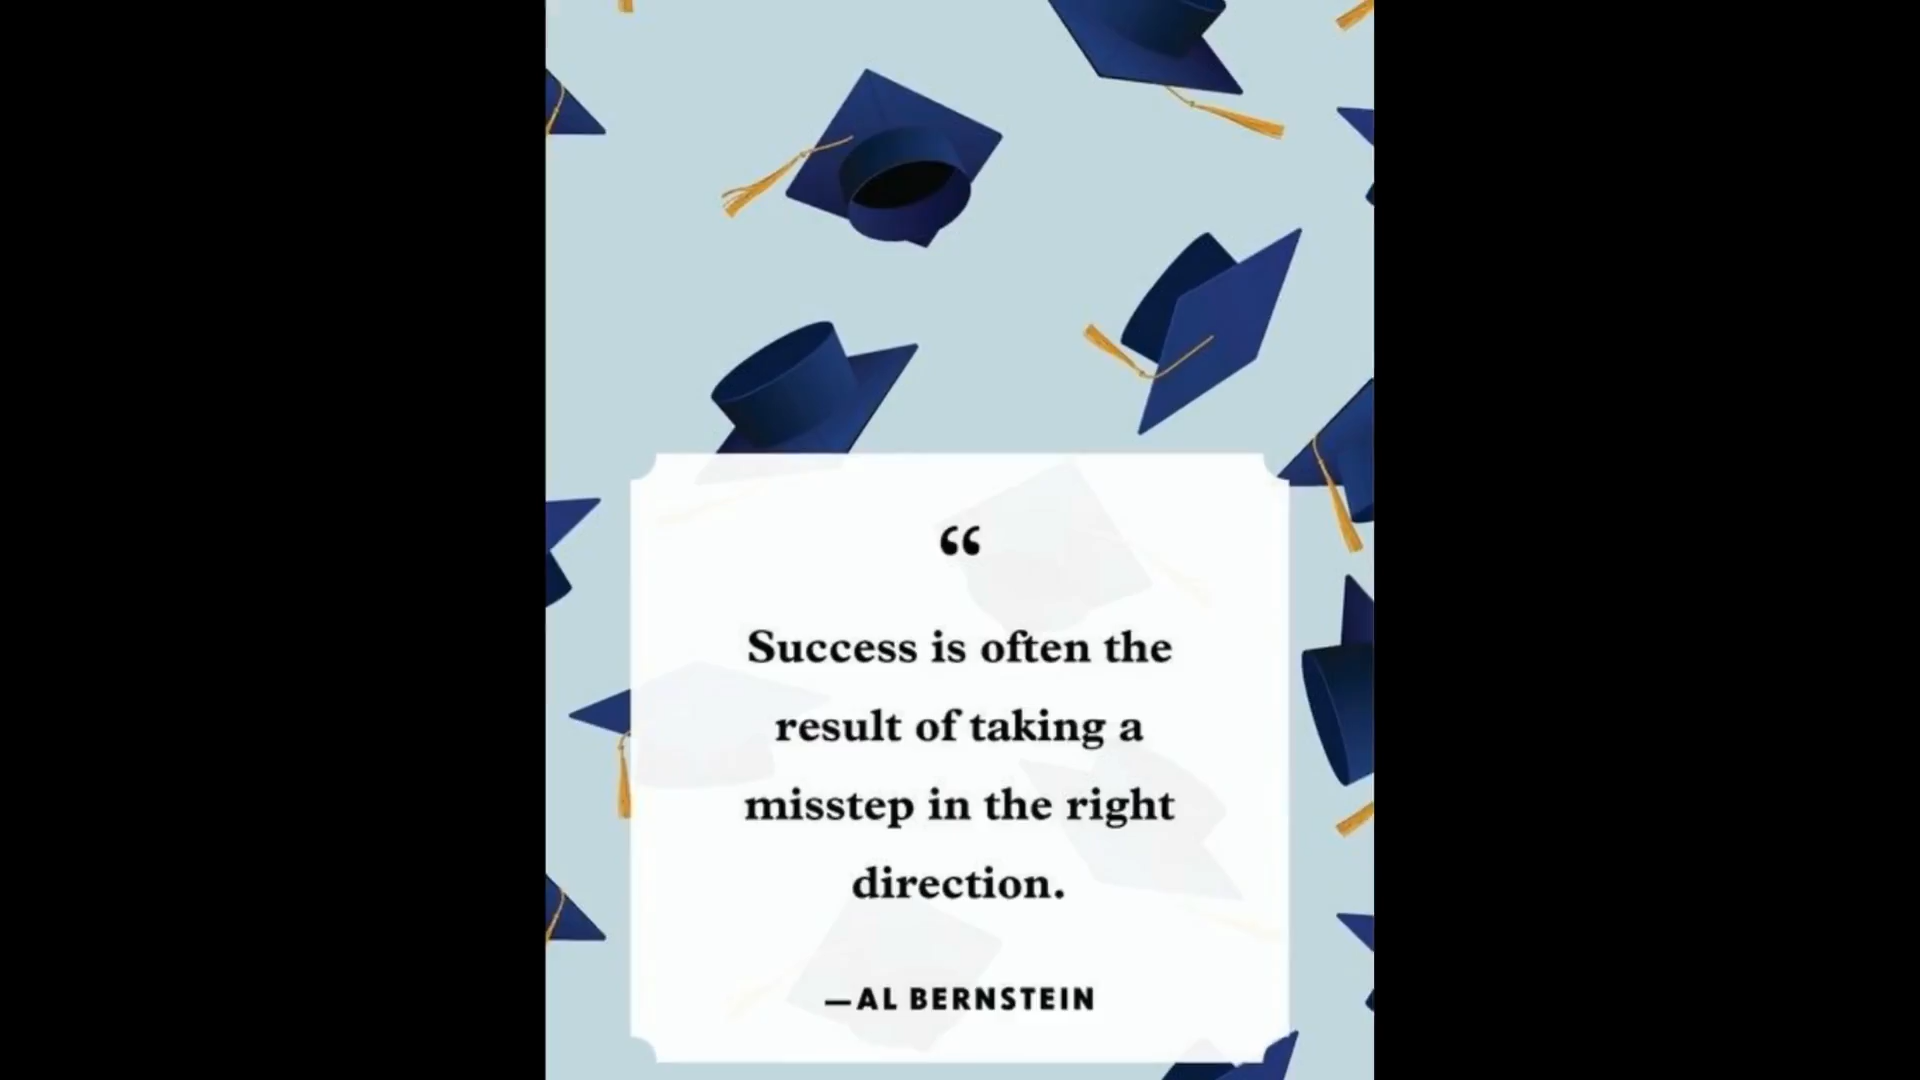 “
Success is often the
result of taking a
misstep in the right
direction.
—AL BERNSTEIN